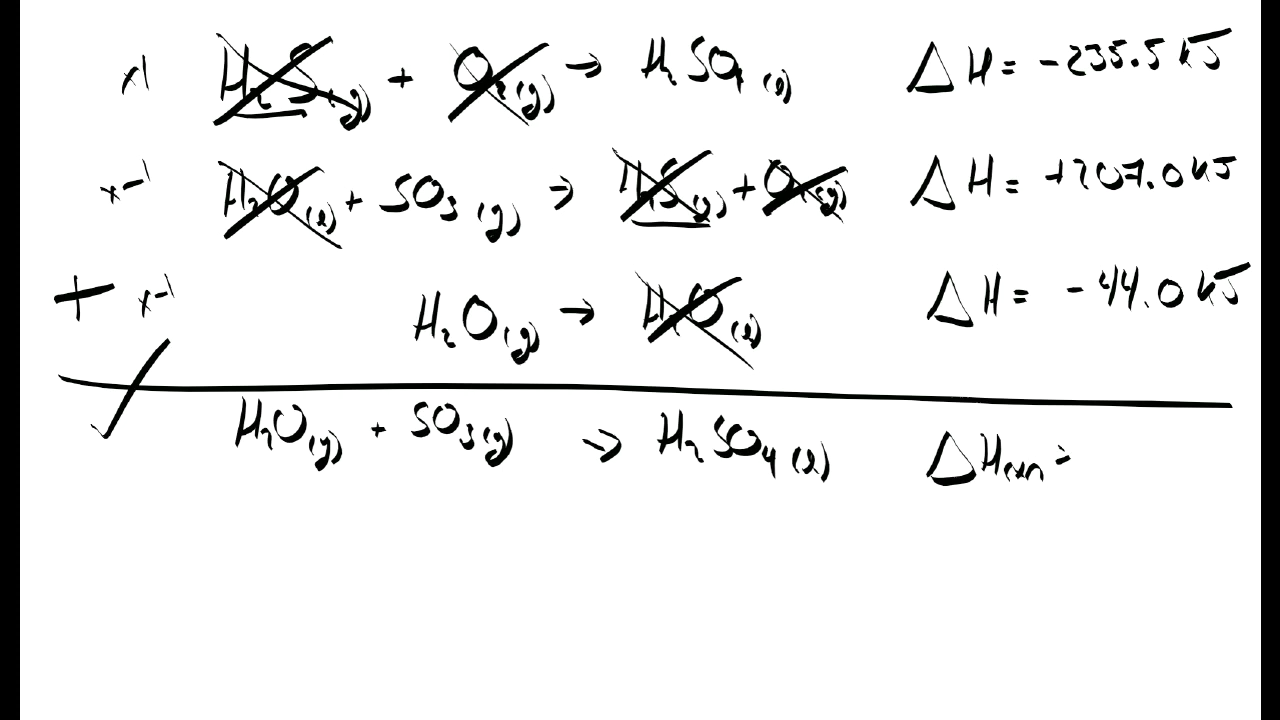 x1 H₂S(g) + O₂(g) → H₂SO₄(l) ΔH = -235.5 kJ
x-1 H₂O(l) + SO₃(g) → H₂S(g) + O₂(g) ΔH = +207.0 kJ
+ x-1 H₂O(g) → H₂O(l) ΔH = -44.0 kJ
✓ H₂O(g) + SO₃(g) → H₂SO₄(l) ΔHrxn =